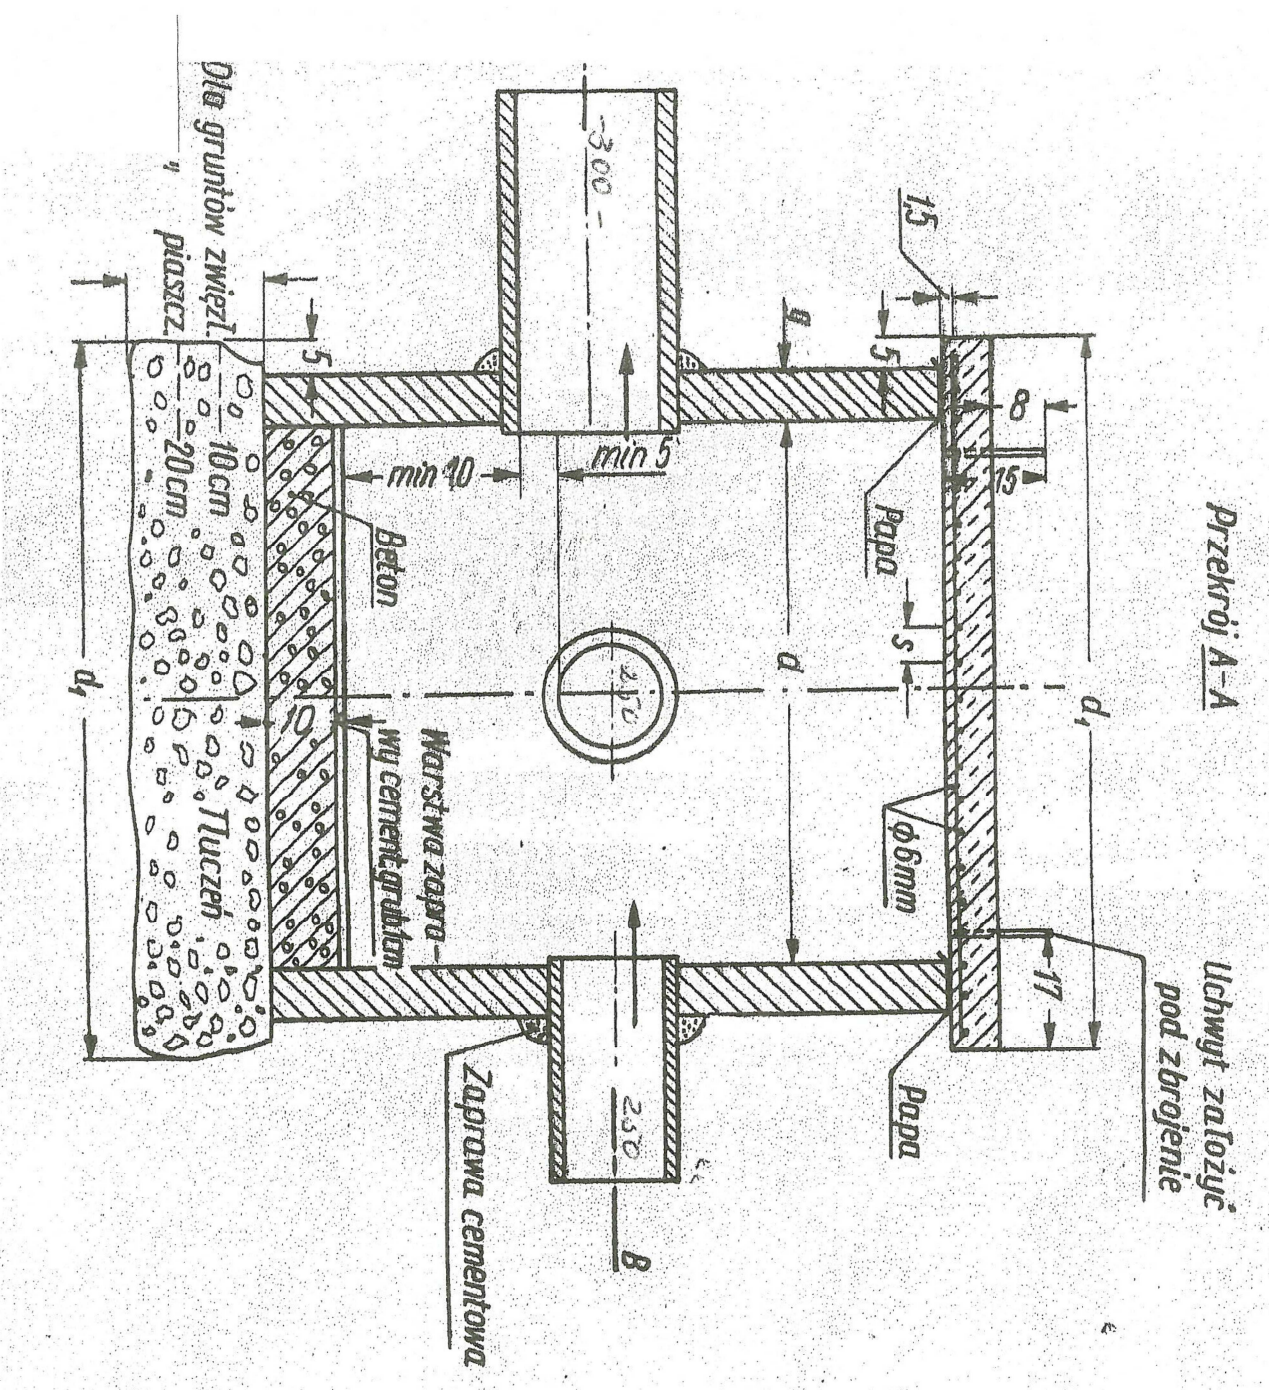 Przekrój A-A
Uchwyt założyć
pod zbrojenie
d₁
8
15
17
1,5
5
Papa
s
ϕ6mm
Papa
a
d
-300-
250
250
B
min 5
min 10
Zaprawa cementowa
Beton
Warstwa zapra-
wy cement.grub1cm
5
10
Dla gruntów zwięzł. 10cm
" piaszcz. 20cm
Tłuczeń
d₁